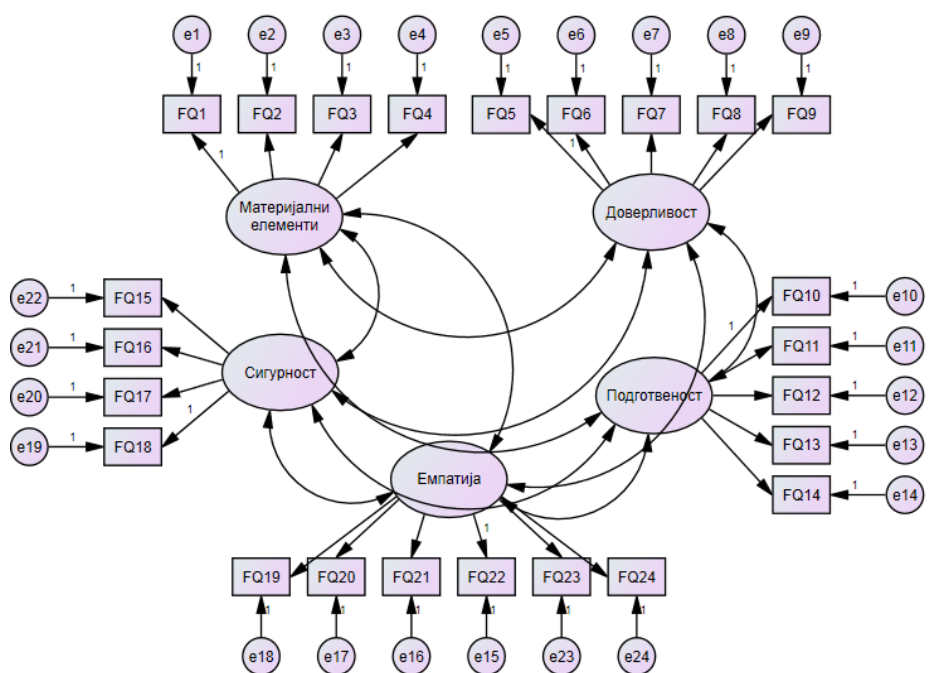 e1 e2 e3 e4 e5 e6 e7 e8 e9
1 1 1 1 1 1 1 1 1
FQ1 FQ2 FQ3 FQ4 FQ5 FQ6 FQ7 FQ8 FQ9
1 1
Материјални
елементи
Доверливост
e22 1 FQ15
FQ10 1 e10
e21 1 FQ16
1
FQ11 1 e11
Сигурност
Подготвеност
e20 1 FQ17
FQ12 1 e12
1
e19 1 FQ18
FQ13 1 e13
Емпатија
FQ14 1 e14
1
FQ19 FQ20 FQ21 FQ22 FQ23 FQ24
1 1 1 1 1 1
e18 e17 e16 e15 e23 e24